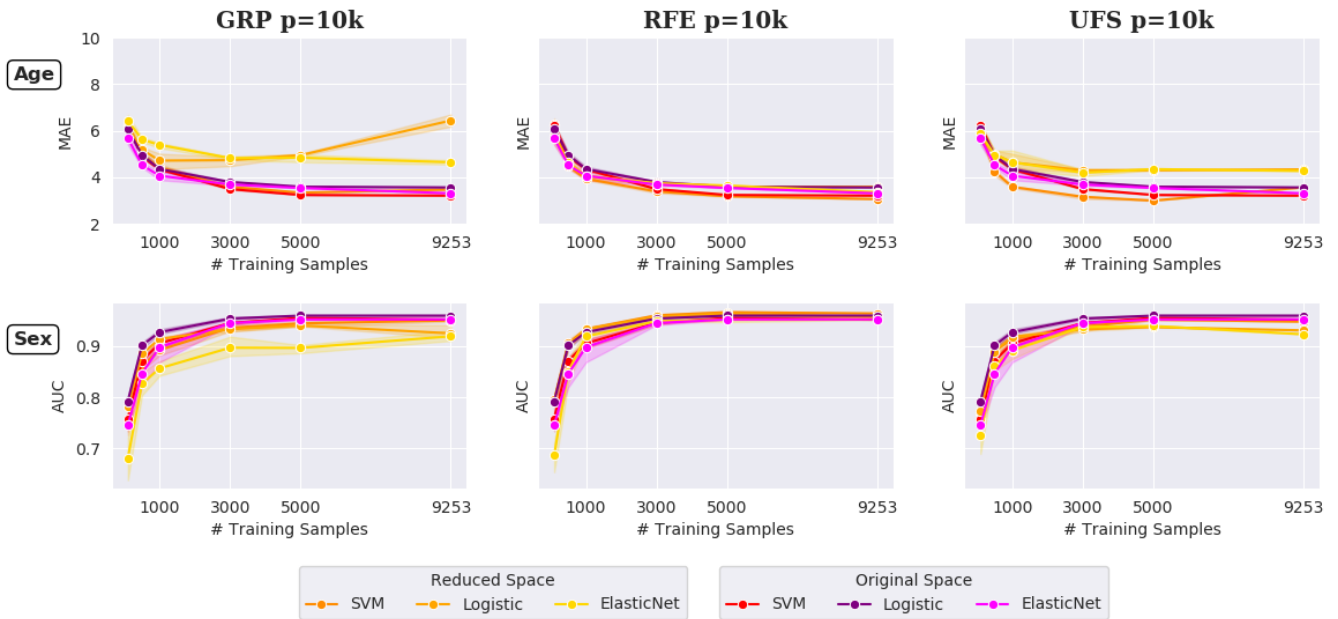 GRP p=10k
RFE p=10k
UFS p=10k
Age
MAE
10
8
6
4
2
1000 3000 5000 9253
# Training Samples
MAE
1000 3000 5000 9253
# Training Samples
MAE
1000 3000 5000 9253
# Training Samples
Sex
AUC
0.9
0.8
0.7
1000 3000 5000 9253
# Training Samples
AUC
1000 3000 5000 9253
# Training Samples
AUC
1000 3000 5000 9253
# Training Samples
Reduced Space
SVM Logistic ElasticNet
Original Space
SVM Logistic ElasticNet